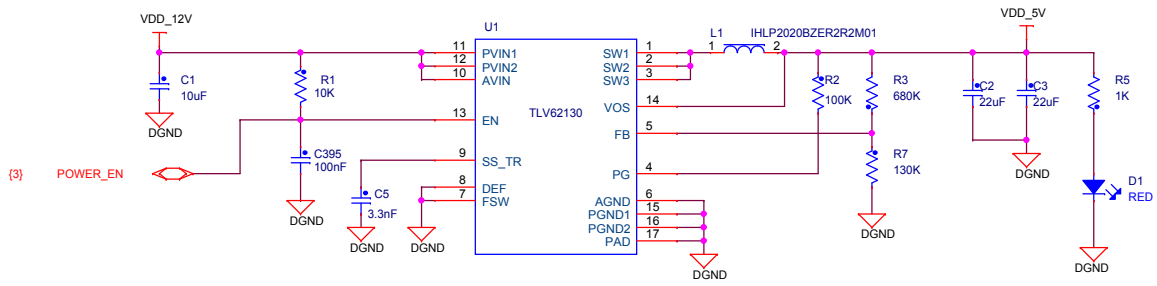 VDD_12V
U1
VDD_5V
L1
IHLP2020BZER2R2M01
11
PVIN1
SW1
1
1
2
12
PVIN2
SW2
2
10
AVIN
SW3
3
C1
10uF
R1
10K
R2
100K
R3
680K
C2
22uF
C3
22uF
R5
1K
VOS
14
TLV62130
DGND
13
EN
FB
5
{3}
POWER_EN
C395
100nF
9
SS_TR
PG
4
R7
130K
DGND
8
DEF
7
FSW
C5
3.3nF
AGND
6
PGND1
15
PGND2
16
PAD
17
D1
RED
DGND
DGND
DGND
DGND
DGND
DGND